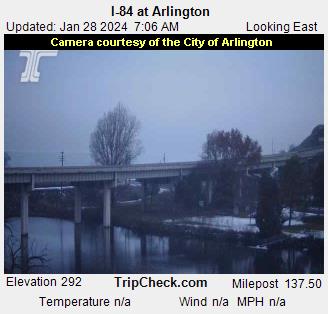 I-84 at Arlington
Updated: Jan 28 2024 7:06 AM Looking East
Camera courtesy of the City of Arlington
Elevation 292 TripCheck.com Milepost 137.50
Temperature n/a Wind n/a MPH n/a